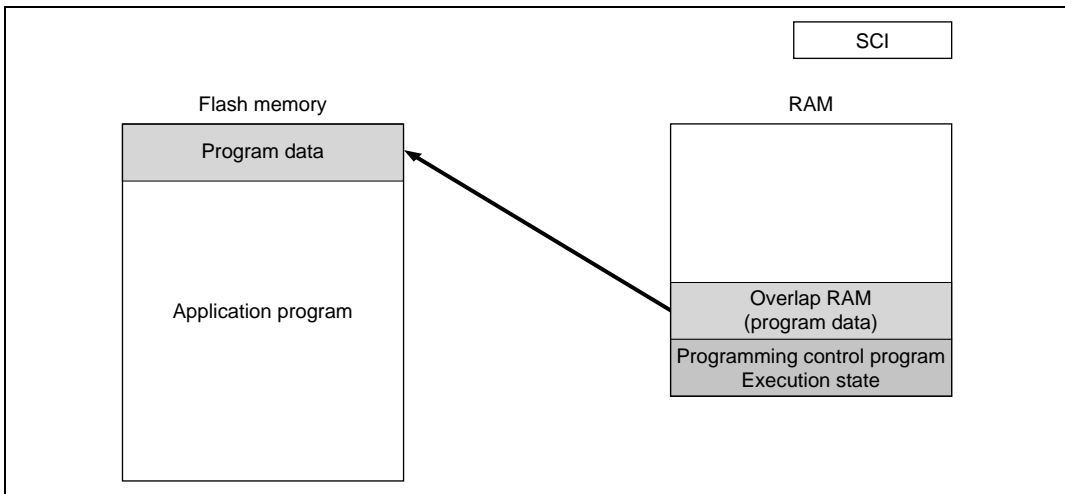 SCI
Flash memory
RAM
Program data
Application program
Overlap RAM
(program data)
Programming control program
Execution state